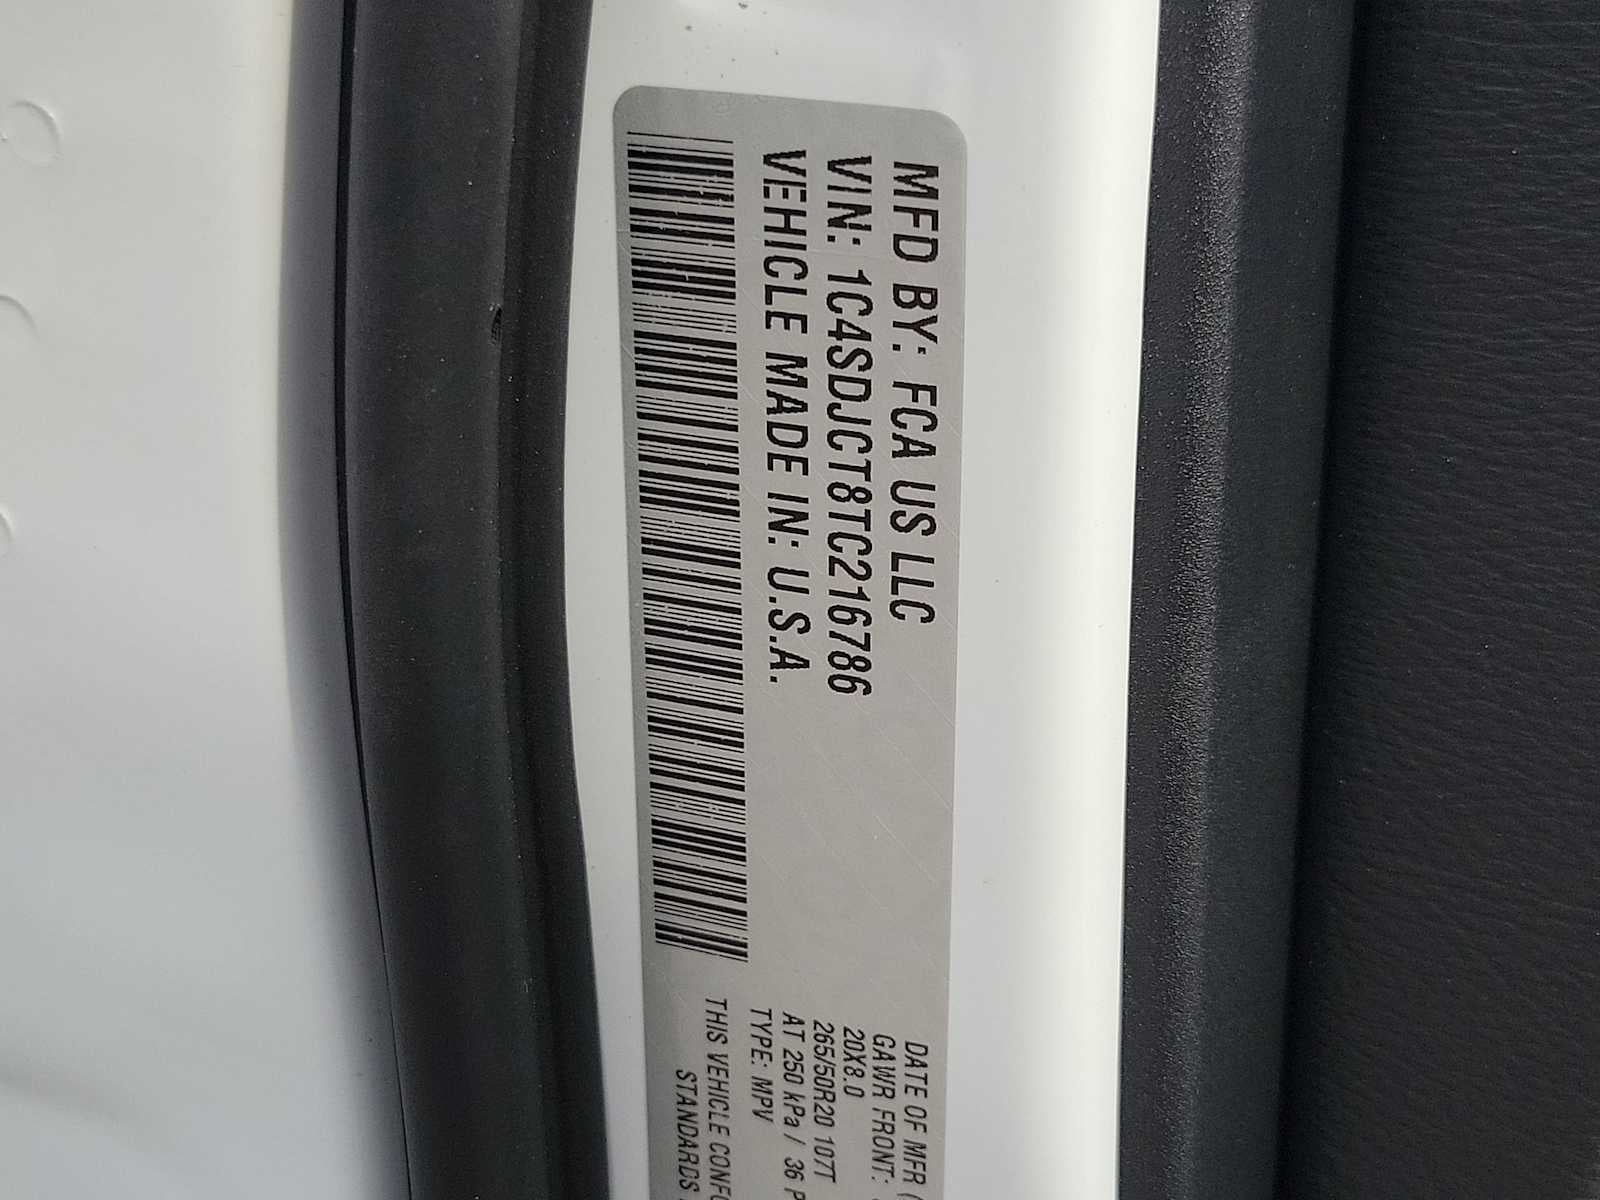 MFD BY: FCA US LLC
VIN: 1C4SDJCT8TC216786
VEHICLE MADE IN: U.S.A.
DATE OF MFR (
GAWR FRONT:
20X8.0
265/50R20 107T
AT 250 kPa / 36 P
TYPE: MPV
THIS VEHICLE CONFO
STANDARDS